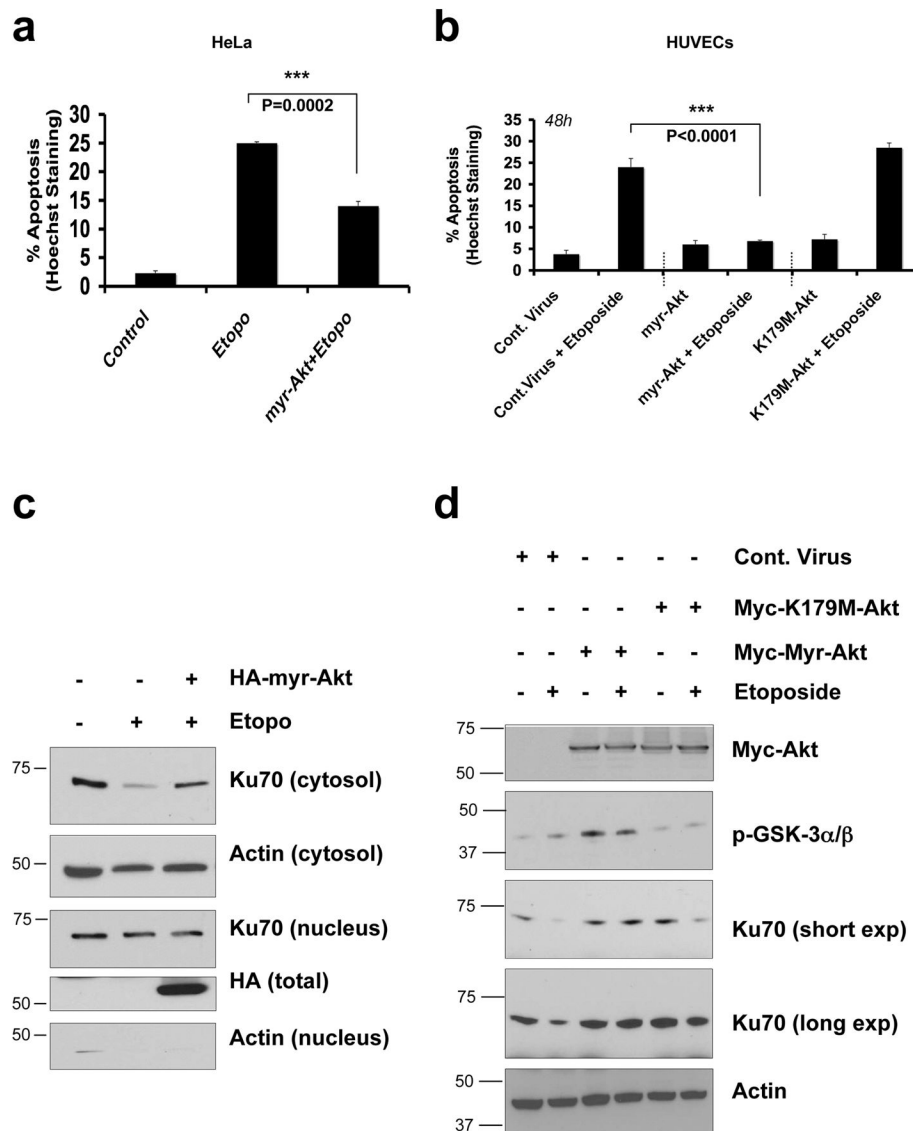 a
HeLa
***
P=0.0002
% Apoptosis
(Hoechst Staining)
30
25
20
15
10
5
0
Control
Etopo
myr-Akt+Etopo
b
HUVECs
48h
***
P<0.0001
% Apoptosis
(Hoechst Staining)
35
30
25
20
15
10
5
0
Cont. Virus
Cont.Virus + Etoposide
myr-Akt
myr-Akt + Etoposide
K179M-Akt
K179M-Akt + Etoposide
c
- - + HA-myr-Akt
- + + Etopo
75 Ku70 (cytosol)
50 Actin (cytosol)
75 Ku70 (nucleus)
50 HA (total)
50 Actin (nucleus)
d
+ + - - - - Cont. Virus
- - - - + + Myc-K179M-Akt
- - + + - - Myc-Myr-Akt
- + - + - + Etoposide
75
Myc-Akt
50
50
p-GSK-3α/β
37
75
Ku70 (short exp)
75
Ku70 (long exp)
50
Actin
37